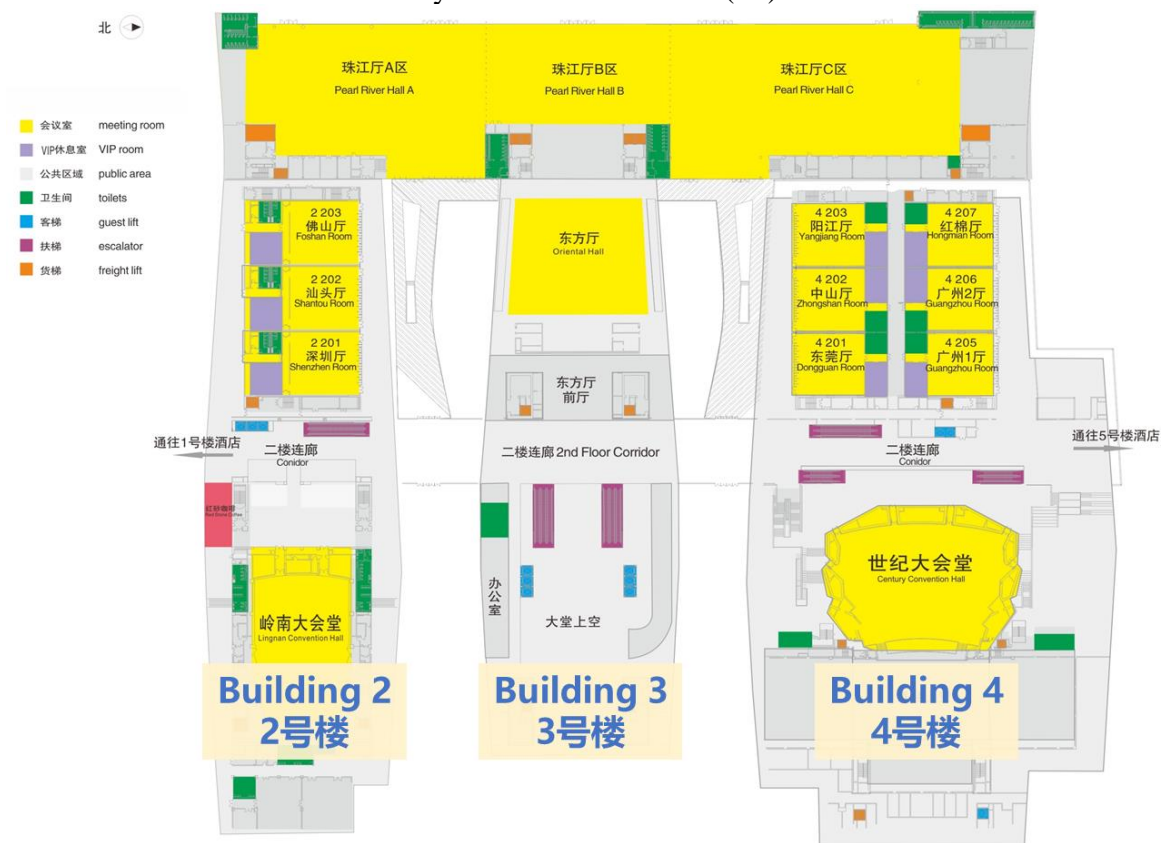 北
会议室 meeting room
VIP休息室 VIP room
公共区域 public area
卫生间 toilets
客梯 guest lift
扶梯 escalator
货梯 freight lift
珠江厅A区
Pearl River Hall A
珠江厅B区
Pearl River Hall B
珠江厅C区
Pearl River Hall C
2 203
佛山厅
Foshan Room
2 202
汕头厅
Shantou Room
2 201
深圳厅
Shenzhen Room
东方厅
Oriental Hall
东方厅
前厅
4 203
阳江厅
Yangjiang Room
4 202
中山厅
Zhongshan Room
4 201
东莞厅
Dongguan Room
4 207
红棉厅
Hongmian Room
4 206
广州2厅
Guangzhou Room
4 205
广州1厅
Guangzhou Room
通往1号楼酒店
二楼连廊
Conidor
二楼连廊 2nd Floor Corridor
二楼连廊
Conidor
通往5号楼酒店
岭南大会堂
Lingnan Convention Hall
办公室
大堂上空
世纪大会堂
Century Convention Hall
Building 2
2号楼
Building 3
3号楼
Building 4
4号楼